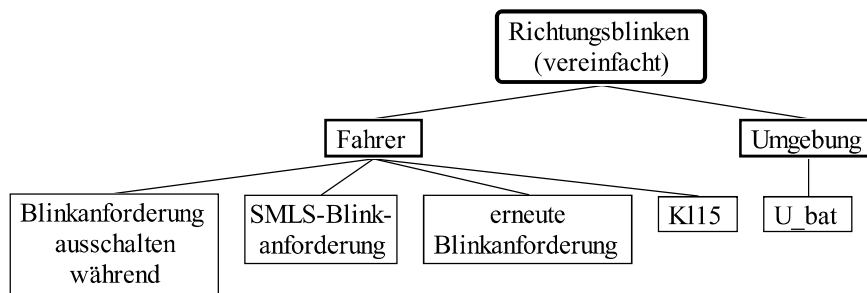 Richtungsblinken
(vereinfacht)
Fahrer
Umgebung
Blinkanforderung
ausschalten
während
SMLS-Blink-
anforderung
erneute
Blinkanforderung
Kl15
U_bat